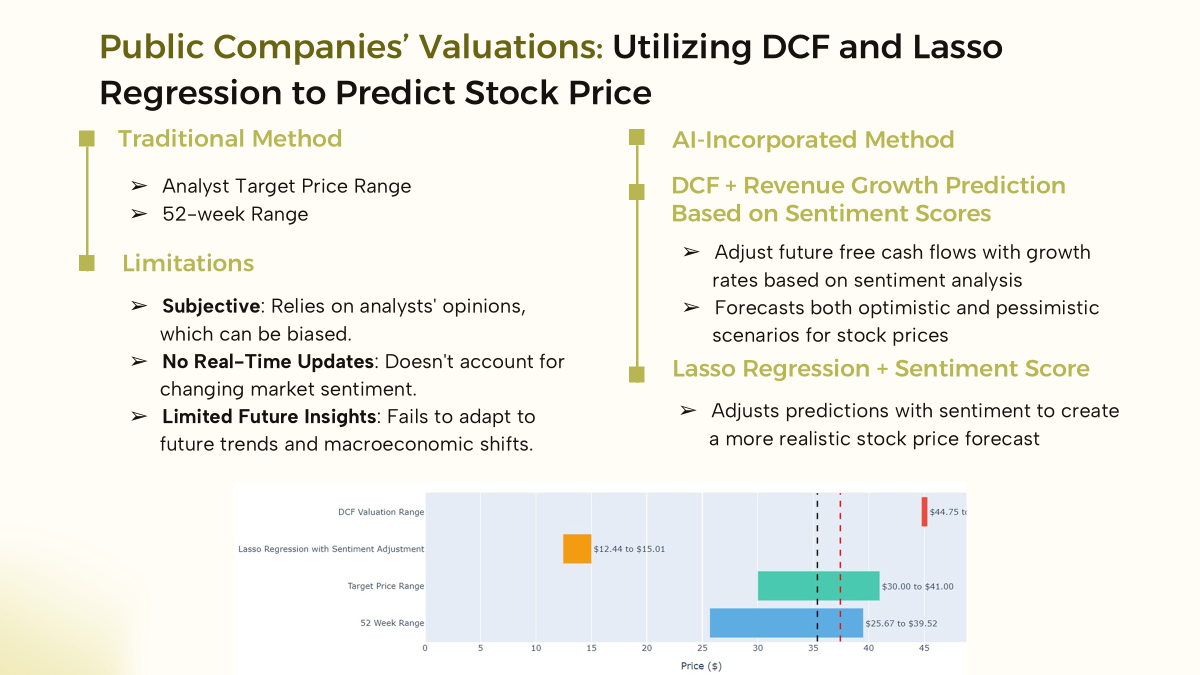 Public Companies’ Valuations: Utilizing DCF and Lasso
Regression to Predict Stock Price
Traditional Method
➢ Analyst Target Price Range
➢ 52-week Range
Limitations
➢ Subjective: Relies on analysts' opinions,
which can be biased.
➢ No Real-Time Updates: Doesn't account for
changing market sentiment.
➢ Limited Future Insights: Fails to adapt to
future trends and macroeconomic shifts.
AI-Incorporated Method
DCF + Revenue Growth Prediction
Based on Sentiment Scores
➢ Adjust future free cash flows with growth
rates based on sentiment analysis
➢ Forecasts both optimistic and pessimistic
scenarios for stock prices
Lasso Regression + Sentiment Score
➢ Adjusts predictions with sentiment to create
a more realistic stock price forecast
DCF Valuation Range
$44.75
Lasso Regression with Sentiment Adjustment
$12.44 to $15.01
Target Price Range
$30.00 to $41.00
52 Week Range
$25.67 to $39.52
0 5 10 15 20 25 30 35 40 45
Price ($)